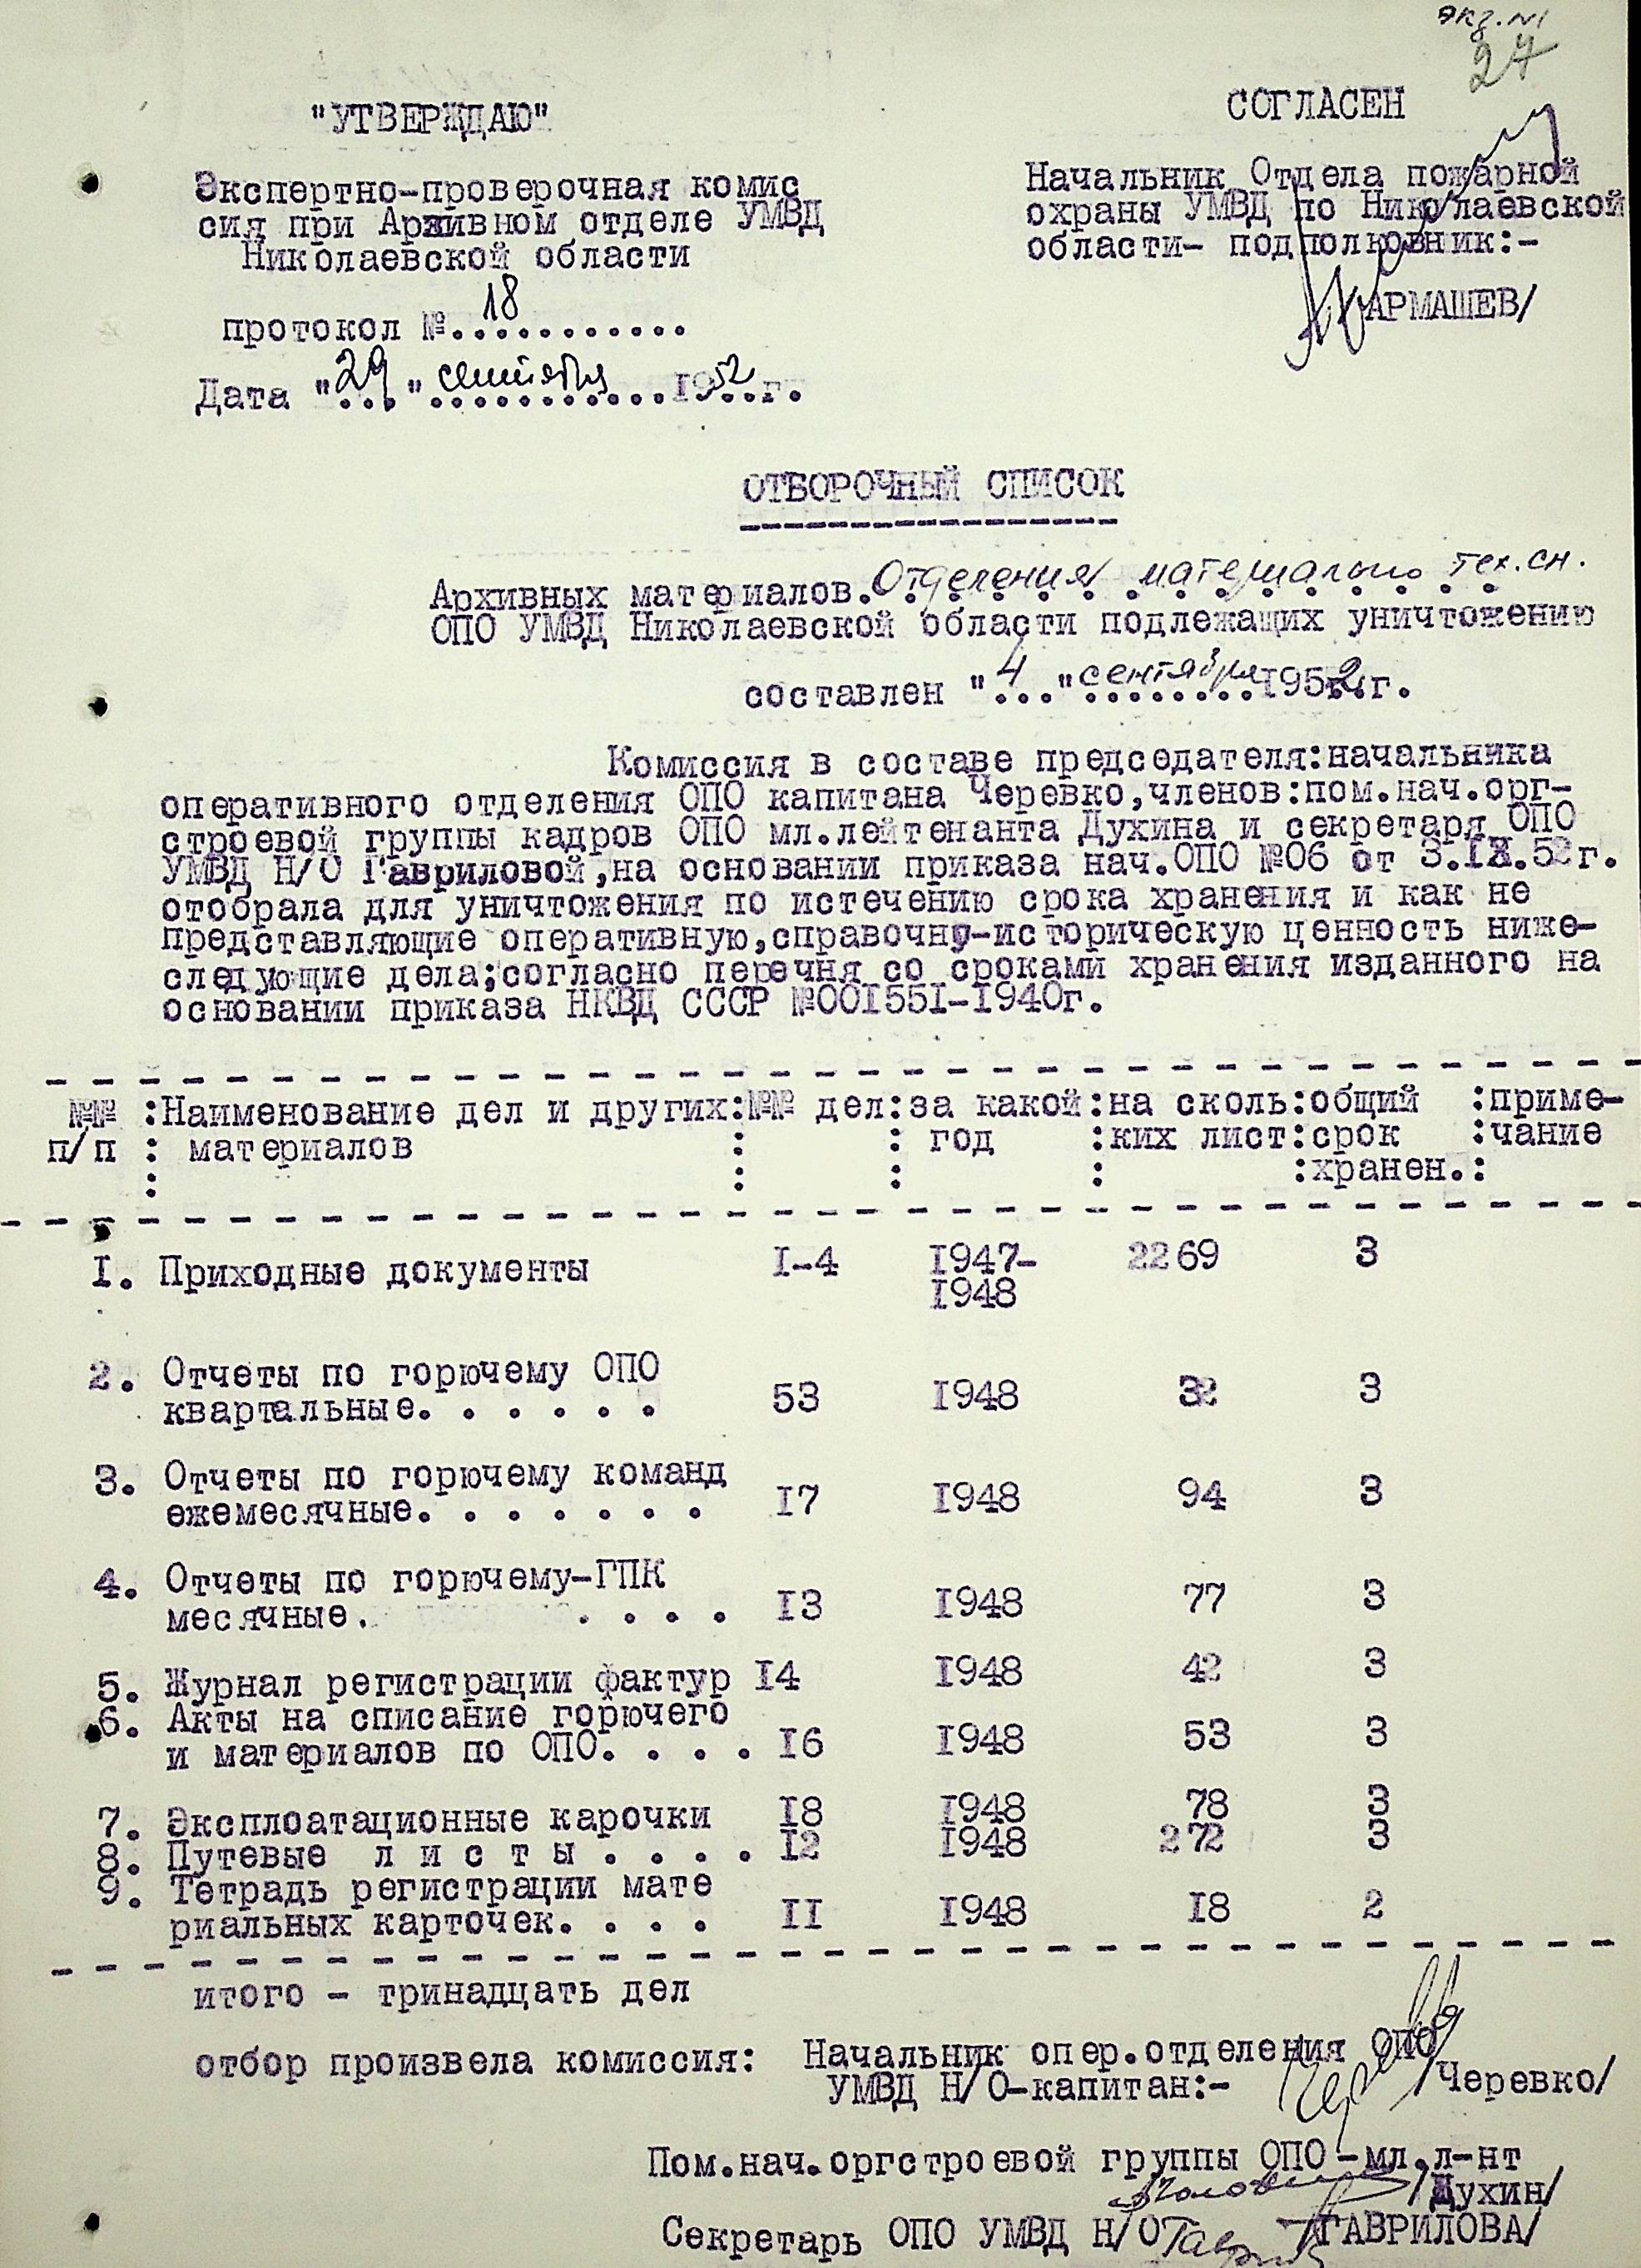 экз.№1
27
"УТВЕРЖДАЮ"
СОГЛАСЕН
Экспертно-проверочная комис
сия при Архивном отделе УМВД
Николаевской области
протокол №. 18 ..........
Дата "29" сентября 1952 г.
Начальник Отдела пожарной
охраны УМВД по Николаевской
области- подполковник:-
/АРМАШЕВ/
ОТБОРОЧНЫЙ СПИСОК
Архивных материалов. Отделения материально тех.сн.
ОПО УМВД Николаевской области подлежащих уничтожению
составлен "4" сентября 1952 г.
Комиссия в составе председателя:начальника
оперативного отделения ОПО капитана Черевко,членов:пом.нач.орг-
строевой группы кадров ОПО мл.лейтенанта Духина и секретаря ОПО
УМВД Н/О Гавриловой,на основании приказа нач.ОПО №06 от 3.IX.52г.
отобрала для уничтожения по истечению срока хранения и как не
представляющие оперативную,справочно-историческую ценность ниже-
следующие дела;согласно перечня со сроками хранения изданного на
основании приказа НКВД СССР №001551-1940г.
№№ :Наименование дел и других:№№ дел:за какой:на сколь:общий :приме-
п/п : материалов : : год :ких лист:срок :чание
: : : : :хранен.:
1. Приходные документы 1-4 1947- 2269 3
1948
2. Отчеты по горючему ОПО
квартальные. . . . . . 53 1948 32 3
3. Отчеты по горючему команд
ежемесячные. . . . . . . 17 1948 94 3
4. Отчеты по горючему-ГПК
месячные. . . . . 13 1948 77 3
5. Журнал регистрации фактур 14 1948 42 3
6. Акты на списание горючего
и материалов по ОПО. . . . 16 1948 53 3
7. Эксплоатационные карочки 18 1948 78 3
8. Путевые л и с т ы . . . . 12 1948 272 3
9. Тетрадь регистрации мате
риальных карточек. . . . 11 1948 18 2
итого - тринадцать дел
отбор произвела комиссия: Начальник опер.отделения ОПО
УМВД Н/О-капитан:- /Черевко/
Пом.нач.оргстроевой группы ОПО-мл.л-нт
/Духин/
Секретарь ОПО УМВД Н/О /ГАВРИЛОВА/